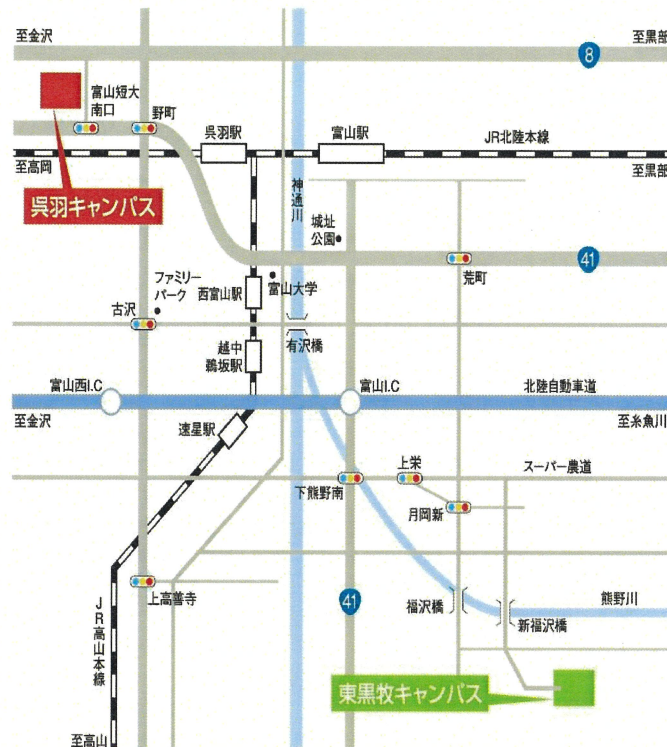 至金沢
至黒部
8
富山短大
南口
野町
呉羽駅
富山駅
JR北陸本線
至高岡
至黒部
呉羽キャンパス
神通川
城址
公園
41
荒町
ファミリー
パーク
西富山駅
富山大学
古沢
越中
鵜坂駅
有沢橋
富山西I.C
富山I.C
北陸自動車道
至金沢
至糸魚川
速星駅
上栄
スーパー農道
下熊野南
月岡新
上高善寺
41
福沢橋
熊野川
新福沢橋
JR高山本線
東黒牧キャンパス
至高山